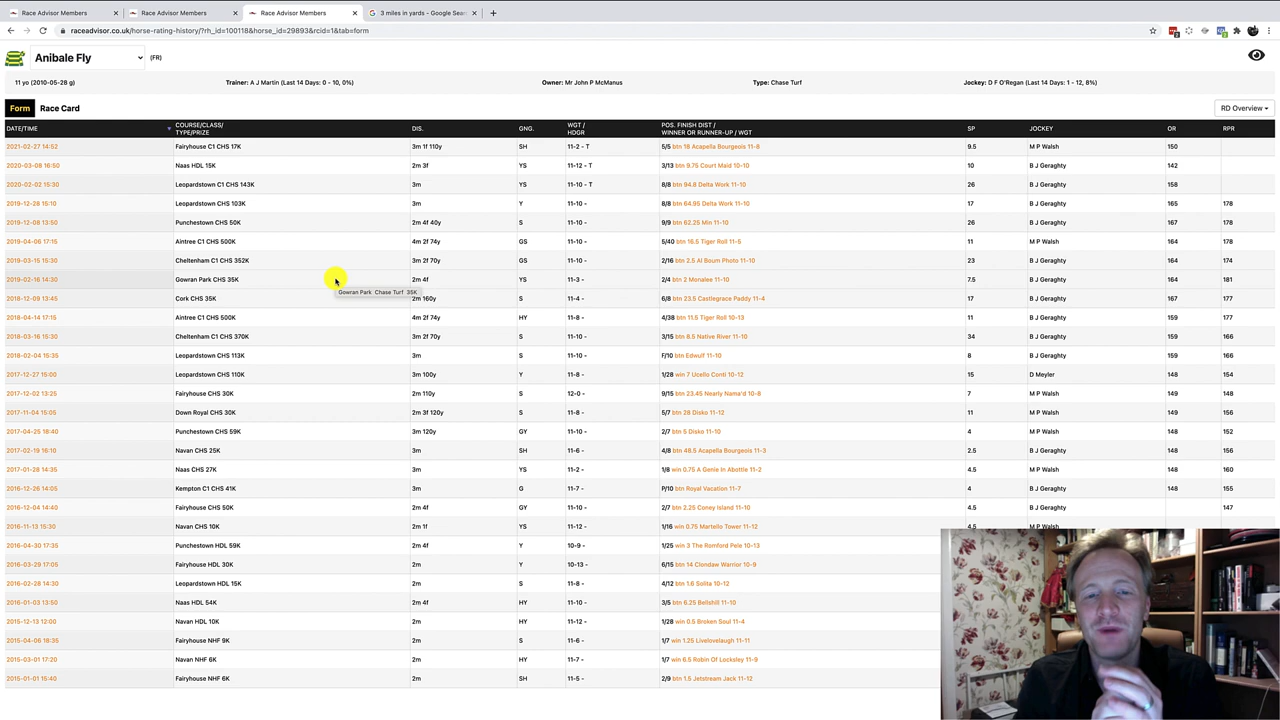 Race Advisor Members
Race Advisor Members
Race Advisor Members
3 miles in yards - Google Sea
raceadvisor.co.uk/horse-rating-history/?rh_id=100118&horse_id=29893&rcid=1&tab=form
Anibale Fly (FR)
11 yo (2010-05-28 g) Trainer: A J Martin (Last 14 Days: 0 - 10, 0%) Owner: Mr John P McManus Type: Chase Turf Jockey: D F O'Regan (Last 14 Days: 1 - 12, 8%)
Form Race Card RD Overview
DATE/TIME COURSE/CLASS/ TYPE/PRIZE DIS. GNG. WGT / HDGR POS. FINISH DIST / WINNER OR RUNNER-UP / WGT SP JOCKEY OR RPR
2021-02-27 14:52 Fairyhouse C1 CHS 17K 3m 1f 110y SH 11-2 - T 5/5 btn 18 Acapella Bourgeois 11-8 9.5 M P Walsh 150
2020-03-08 16:50 Naas HDL 15K 2m 3f YS 11-12 - T 3/13 btn 9.75 Court Maid 10-10 10 B J Geraghty 142
2020-02-02 15:30 Leopardstown C1 CHS 143K 3m YS 11-10 - T 8/8 btn 94.8 Delta Work 11-10 26 B J Geraghty 158
2019-12-28 15:10 Leopardstown CHS 103K 3m Y 11-10 - 8/8 btn 64.95 Delta Work 11-10 17 B J Geraghty 165 178
2019-12-08 13:50 Punchestown CHS 50K 2m 4f 40y S 11-10 - 9/9 btn 62.25 Min 11-10 26 B J Geraghty 167 178
2019-04-06 17:15 Aintree C1 CHS 500K 4m 2f 74y GS 11-10 - 5/40 btn 16.5 Tiger Roll 11-5 11 M P Walsh 164 178
2019-03-15 15:30 Cheltenham C1 CHS 352K 3m 2f 70y GS 11-10 - 2/16 btn 2.5 Al Boum Photo 11-10 23 B J Geraghty 164 174
2019-02-16 14:30 Gowran Park CHS 35K 2m 4f YS 11-3 - 2/4 btn 2 Monalee 11-10 7.5 B J Geraghty 164 181
Gowran Park Chase Turf 35K
2018-12-09 13:45 Cork CHS 35K 2m 160y S 11-4 - 6/8 btn 23.5 Castlegrace Paddy 11-4 17 B J Geraghty 167 177
2018-04-14 17:15 Aintree C1 CHS 500K 4m 2f 74y HY 11-8 - 4/38 btn 11.5 Tiger Roll 10-13 11 B J Geraghty 159 177
2018-03-16 15:30 Cheltenham C1 CHS 370K 3m 2f 70y S 11-10 - 3/15 btn 8.5 Native River 11-10 34 B J Geraghty 159 166
2018-02-04 15:35 Leopardstown CHS 113K 3m S 11-10 - F/10 btn Edwulf 11-10 8 B J Geraghty 159 166
2017-12-27 15:00 Leopardstown CHS 110K 3m 100y Y 11-8 - 1/28 win 7 Ucello Conti 10-12 15 D Meyler 148 154
2017-12-02 13:25 Fairyhouse CHS 30K 2m 110y S 12-0 - 9/15 btn 23.45 Nearly Nama'd 10-8 7 M P Walsh 149 148
2017-11-04 15:05 Down Royal CHS 30K 2m 3f 120y S 11-8 - 5/7 btn 28 Disko 11-12 11 M P Walsh 149 156
2017-04-25 18:40 Punchestown CHS 59K 3m 120y GY 11-10 - 2/7 btn 5 Disko 11-10 4 M P Walsh 148 152
2017-02-19 16:10 Navan CHS 25K 3m SH 11-6 - 4/8 btn 48.5 Acapella Bourgeois 11-3 2.5 B J Geraghty 148 156
2017-01-28 14:35 Naas CHS 27K 3m YS 11-2 - 1/8 win 0.75 A Genie In Abottle 11-2 4.5 M P Walsh 148 160
2016-12-26 14:05 Kempton C1 CHS 41K 3m G 11-7 - P/10 btn Royal Vacation 11-7 4 B J Geraghty 148 155
2016-12-04 14:40 Fairyhouse CHS 50K 2m 4f GY 11-10 - 2/7 btn 2.25 Coney Island 11-10 4.5 B J Geraghty 147
2016-11-13 15:30 Navan CHS 10K 2m 1f YS 11-12 - 1/16 win 0.75 Martello Tower 11-12 4.5 M P Walsh
2016-04-30 17:35 Punchestown HDL 59K 2m 4f Y 10-9 - 1/25 win 3 The Romford Pele 10-13
2016-03-29 17:05 Fairyhouse HDL 30K 2m Y 10-13 - 6/15 btn 14 Clondaw Warrior 10-9
2016-02-28 14:30 Leopardstown HDL 15K 2m S 11-8 - 4/12 btn 1.6 Solita 10-12
2016-01-03 13:50 Naas HDL 54K 2m 4f HY 11-10 - 3/5 btn 6.25 Bellshill 11-10
2015-12-13 12:00 Navan HDL 10K 2m HY 11-12 - 1/28 win 0.5 Broken Soul 11-4
2015-04-06 18:35 Fairyhouse NHF 9K 2m S 11-6 - 1/7 win 1.25 Livelovelaugh 11-11
2015-03-01 17:20 Navan NHF 6K 2m HY 11-7 - 1/7 win 6.5 Robin Of Locksley 11-9
2015-01-01 15:40 Fairyhouse NHF 6K 2m SH 11-5 - 2/9 btn 1.5 Jetstream Jack 11-12